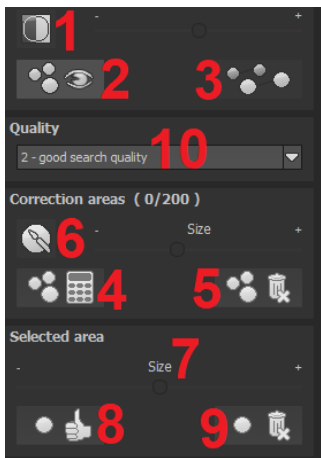 - +
1
2 3
Quality
10
2 - good search quality
Correction areas ( 0/200 )
6 - Size +
4 5
Selected area
7
- Size +
8 9